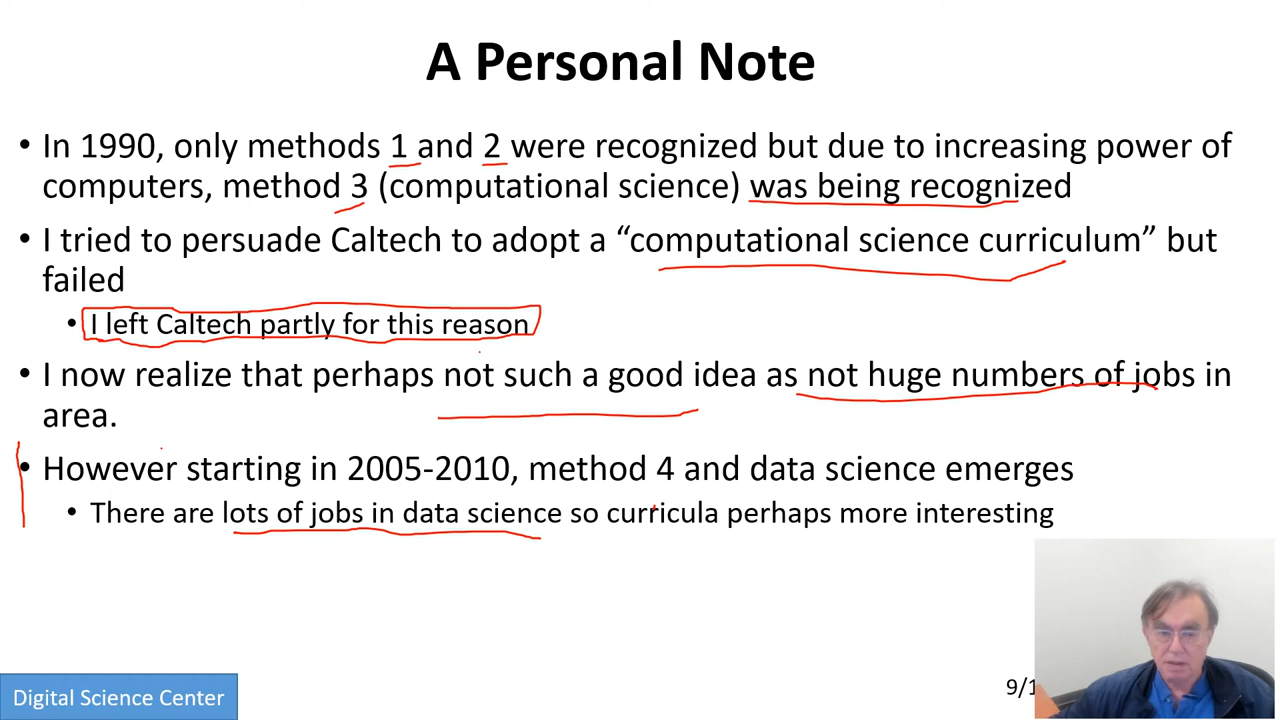 A Personal Note
• In 1990, only methods 1 and 2 were recognized but due to increasing power of
computers, method 3 (computational science) was being recognized
• I tried to persuade Caltech to adopt a “computational science curriculum” but
failed
• I left Caltech partly for this reason
• I now realize that perhaps not such a good idea as not huge numbers of jobs in
area.
• However starting in 2005-2010, method 4 and data science emerges
• There are lots of jobs in data science so curricula perhaps more interesting
Digital Science Center
9/1